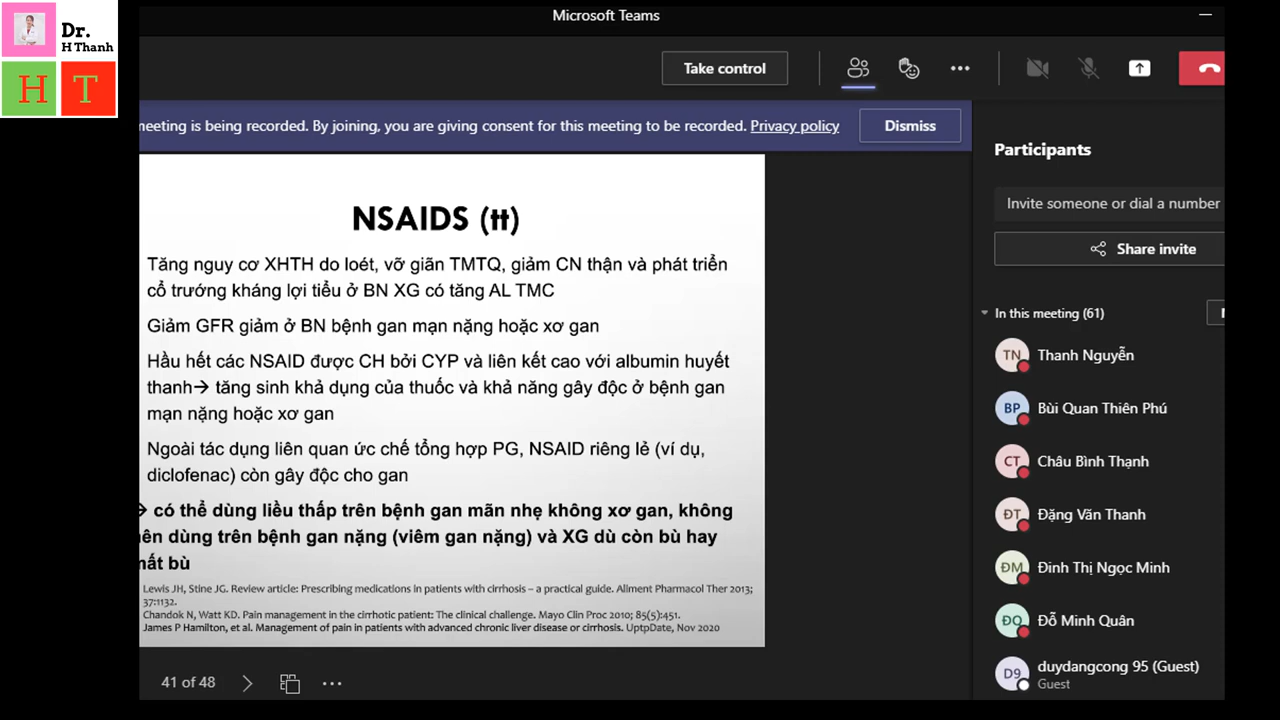 Dr.
H Thanh
H T
Microsoft Teams
Take control
meeting is being recorded. By joining, you are giving consent for this meeting to be recorded. Privacy policy
Dismiss
NSAIDS (tt)
Tăng nguy cơ XHTH do loét, vỡ giãn TMTQ, giảm CN thận và phát triển
cổ trướng kháng lợi tiểu ở BN XG có tăng AL TMC
Giảm GFR giảm ở BN bệnh gan mạn nặng hoặc xơ gan
Hầu hết các NSAID được CH bởi CYP và liên kết cao với albumin huyết
thanh→ tăng sinh khả dụng của thuốc và khả năng gây độc ở bệnh gan
mạn nặng hoặc xơ gan
Ngoài tác dụng liên quan ức chế tổng hợp PG, NSAID riêng lẻ (ví dụ,
diclofenac) còn gây độc cho gan
→ có thể dùng liều thấp trên bệnh gan mãn nhẹ không xơ gan, không
nên dùng trên bệnh gan nặng (viêm gan nặng) và XG dù còn bù hay
mất bù
Lewis JH, Stine JG. Review article: Prescribing medications in patients with cirrhosis – a practical guide. Aliment Pharmacol Ther 2013;
37:1132.
Chandok N, Watt KD. Pain management in the cirrhotic patient: The clinical challenge. Mayo Clin Proc 2010; 85(5):451.
James P Hamilton, et al. Management of pain in patients with advanced chronic liver disease or cirrhosis. UptpDate, Nov 2020
41 of 48
Participants
Invite someone or dial a number
Share invite
In this meeting (61)
TN Thanh Nguyễn
BP Bùi Quan Thiên Phú
CT Châu Bình Thạnh
ĐT Đặng Văn Thanh
ĐM Đinh Thị Ngọc Minh
ĐQ Đỗ Minh Quân
D9 duydangcong 95 (Guest)
Guest